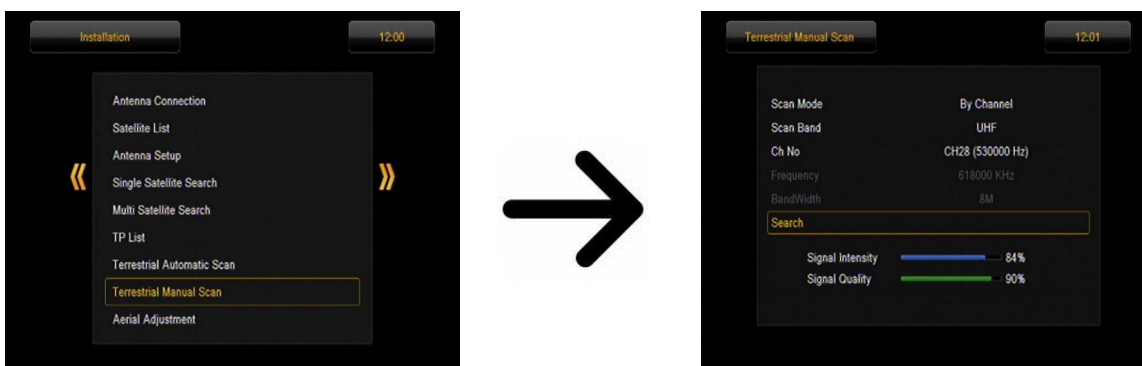 Installation
12:00
Antenna Connection
Satellite List
Antenna Setup
Single Satellite Search
Multi Satellite Search
TP List
Terrestrial Automatic Scan
Terrestrial Manual Scan
Aerial Adjustment
Terrestrial Manual Scan
12:01
Scan Mode By Channel
Scan Band UHF
Ch No CH28 (530000 Hz)
Frequency 618000 KHz
BandWidth 8M
Search
Signal Intensity 84%
Signal Quality 90%